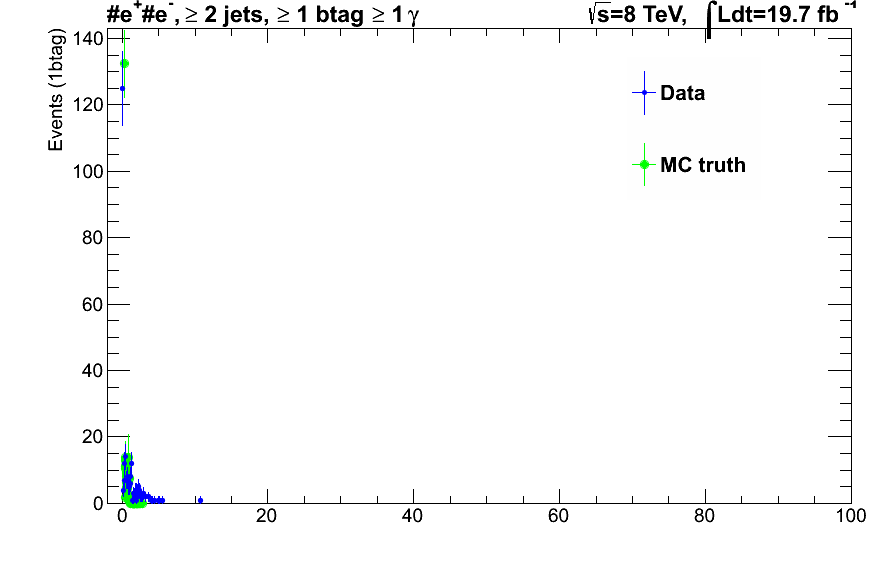 #e+#e-, ≥ 2 jets, ≥ 1 btag ≥ 1 γ
√s=8 TeV, ∫Ldt=19.7 fb-1
Events (1btag)
140
120
100
80
60
40
20
0
Data
MC truth
0 20 40 60 80 100